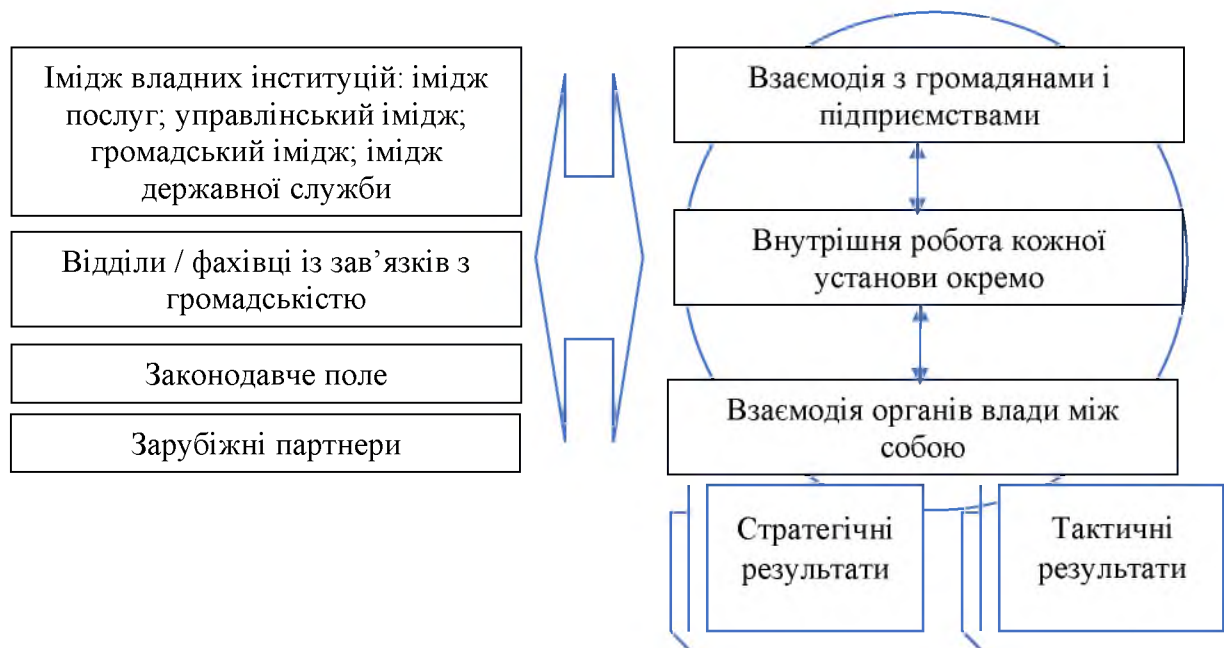 Імідж владних інституцій: імідж
послуг; управлінський імідж;
громадський імідж; імідж
державної служби
Відділи / фахівці із зав’язків з
громадськістю
Законодавче поле
Зарубіжні партнери
Взаємодія з громадянами і
підприємствами
Внутрішня робота кожної
установи окремо
Взаємодія органів влади між
собою
Стратегічні
результати
Тактичні
результати